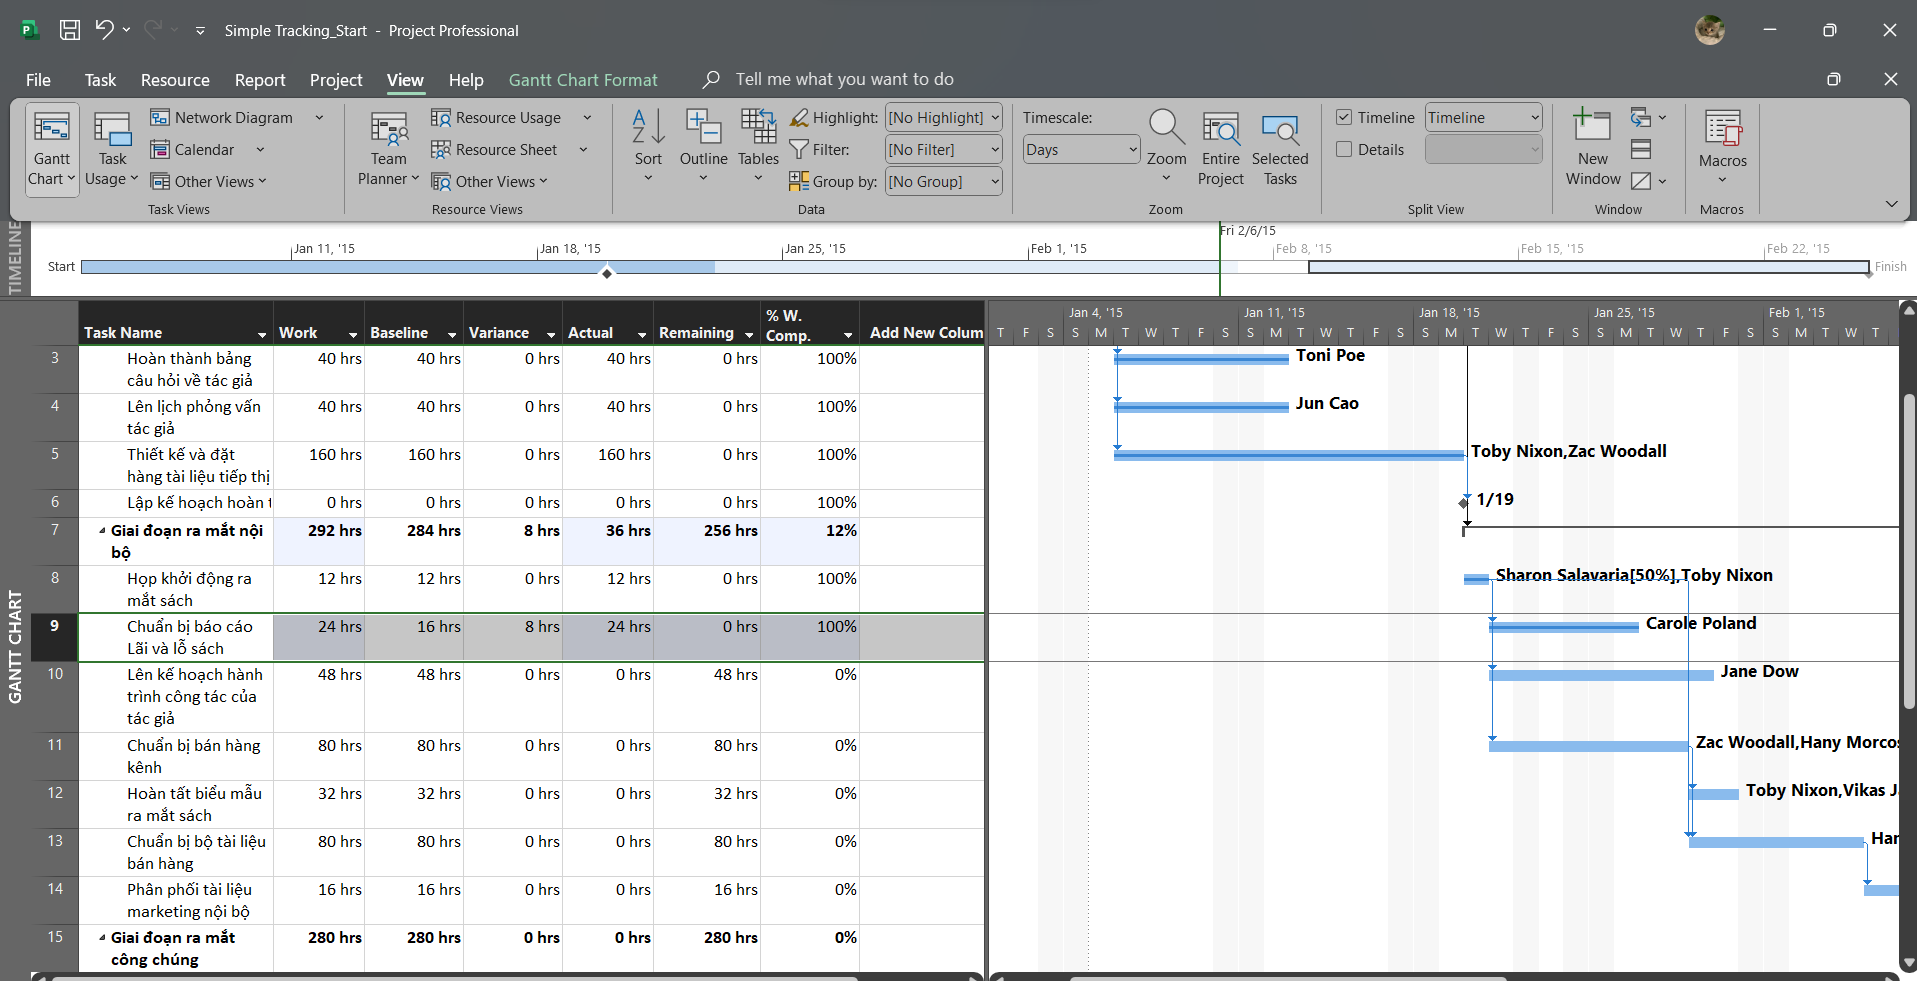 Simple Tracking_Start - Project Professional
File Task Resource Report Project View Help Gantt Chart Format Tell me what you want to do
Gantt Chart
Task Usage
Network Diagram
Calendar
Other Views
Task Views
Team Planner
Resource Usage
Resource Sheet
Other Views
Resource Views
Sort
Outline
Tables
Highlight: [No Highlight]
Filter: [No Filter]
Group by: [No Group]
Data
Timescale:
Days
Zoom
Entire Project
Selected Tasks
Zoom
Timeline Timeline
Details
Split View
New Window
Window
Macros
Macros
TIMELINE
Fri 2/6/15
Jan 11, '15 Jan 18, '15 Jan 25, '15 Feb 1, '15 Feb 8, '15 Feb 15, '15 Feb 22, '15
Start
Finish
GANTT CHART
Task Name Work Baseline Variance Actual Remaining % W. Comp. Add New Colum
3 Hoàn thành bảng câu hỏi về tác giả 40 hrs 40 hrs 0 hrs 40 hrs 0 hrs 100%
4 Lên lịch phỏng vấn tác giả 40 hrs 40 hrs 0 hrs 40 hrs 0 hrs 100%
5 Thiết kế và đặt hàng tài liệu tiếp thị 160 hrs 160 hrs 0 hrs 160 hrs 0 hrs 100%
6 Lập kế hoạch hoàn t 0 hrs 0 hrs 0 hrs 0 hrs 0 hrs 100%
7 Giai đoạn ra mắt nội bộ 292 hrs 284 hrs 8 hrs 36 hrs 256 hrs 12%
8 Họp khởi động ra mắt sách 12 hrs 12 hrs 0 hrs 12 hrs 0 hrs 100%
9 Chuẩn bị báo cáo Lãi và lỗ sách 24 hrs 16 hrs 8 hrs 24 hrs 0 hrs 100%
10 Lên kế hoạch hành trình công tác của tác giả 48 hrs 48 hrs 0 hrs 0 hrs 48 hrs 0%
11 Chuẩn bị bán hàng kênh 80 hrs 80 hrs 0 hrs 0 hrs 80 hrs 0%
12 Hoàn tất biểu mẫu ra mắt sách 32 hrs 32 hrs 0 hrs 0 hrs 32 hrs 0%
13 Chuẩn bị bộ tài liệu bán hàng 80 hrs 80 hrs 0 hrs 0 hrs 80 hrs 0%
14 Phân phối tài liệu marketing nội bộ 16 hrs 16 hrs 0 hrs 0 hrs 16 hrs 0%
15 Giai đoạn ra mắt công chúng 280 hrs 280 hrs 0 hrs 0 hrs 280 hrs 0%
Jan 4, '15 Jan 11, '15 Jan 18, '15 Jan 25, '15 Feb 1, '15
T F S S M T W T F S S M T W T F S S M T W T F S S M T W T F S S M T W T
Toni Poe
Jun Cao
Toby Nixon,Zac Woodall
1/19
Sharon Salavaria[50%],Toby Nixon
Carole Poland
Jane Dow
Zac Woodall,Hany Morcos
Toby Nixon,Vikas J
Har